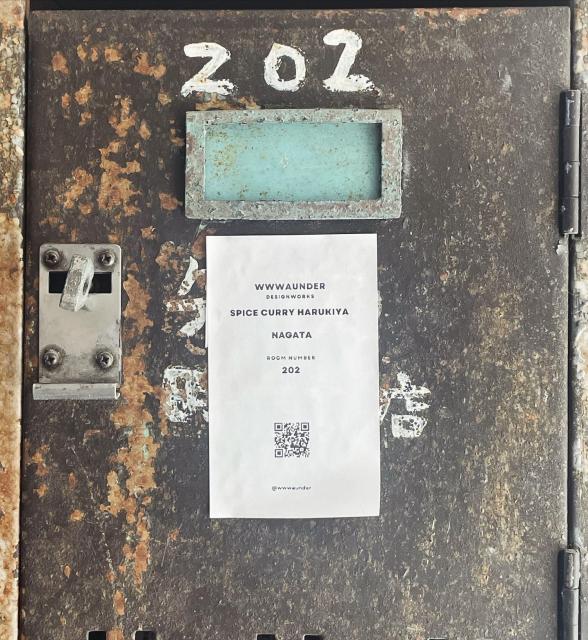 202
WWWAUNDER
DESIGNWORKS
SPICE CURRY HARUKIYA
NAGATA
ROOM NUMBER
202
@wwwaunder